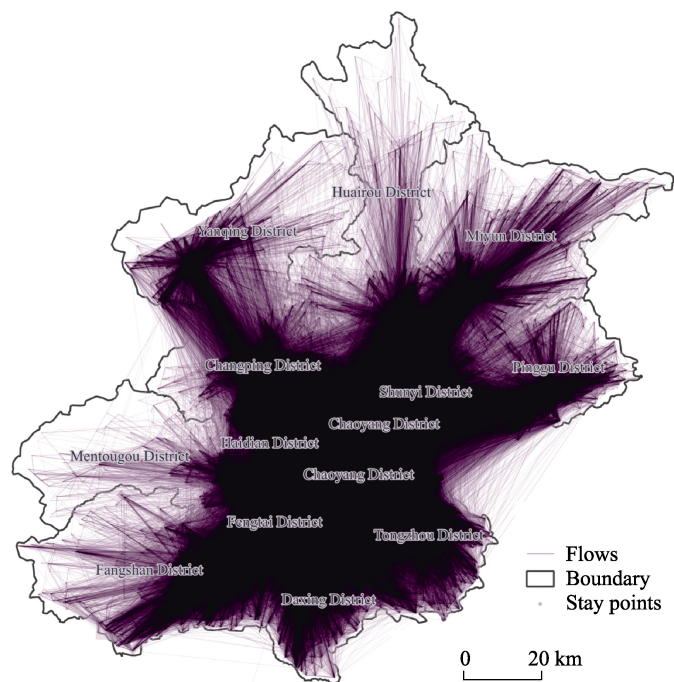 Huairou District
Yanqing District
Miyun District
Changping District
Pinggu District
Shunyi District
Chaoyang District
Haidian District
Mentougou District
Chaoyang District
Fengtai District
Tongzhou District
Flows
Fangshan District
Boundary
Daxing District
Stay points
0 20 km